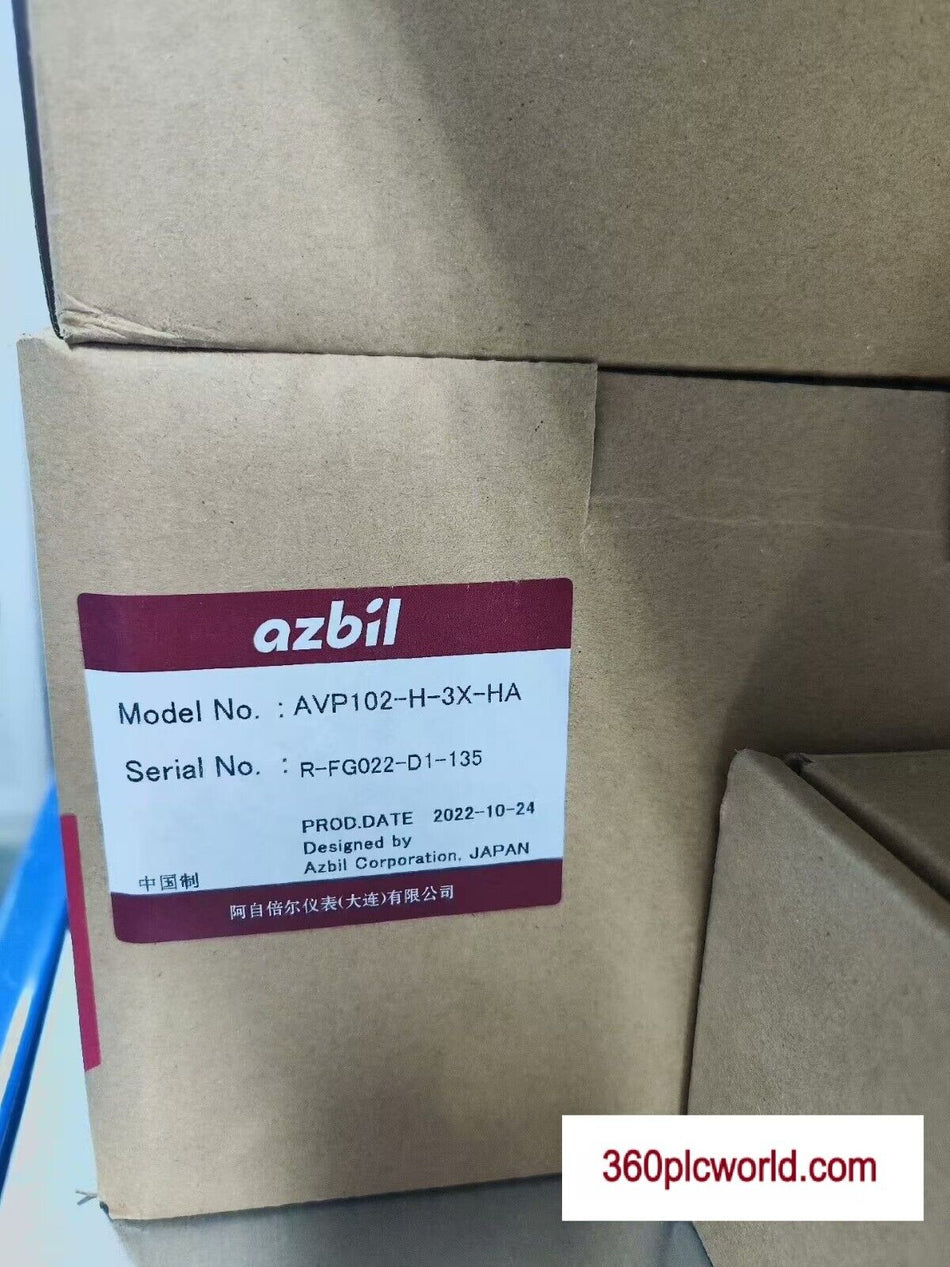 azbil
Model No. : AVP102-H-3X-HA
Serial No. : R-FG022-D1-135
PROD.DATE 2022-10-24
Designed by
Azbil Corporation, JAPAN
中国制
阿自倍尔仪表(大连)有限公司
360plcworld.com